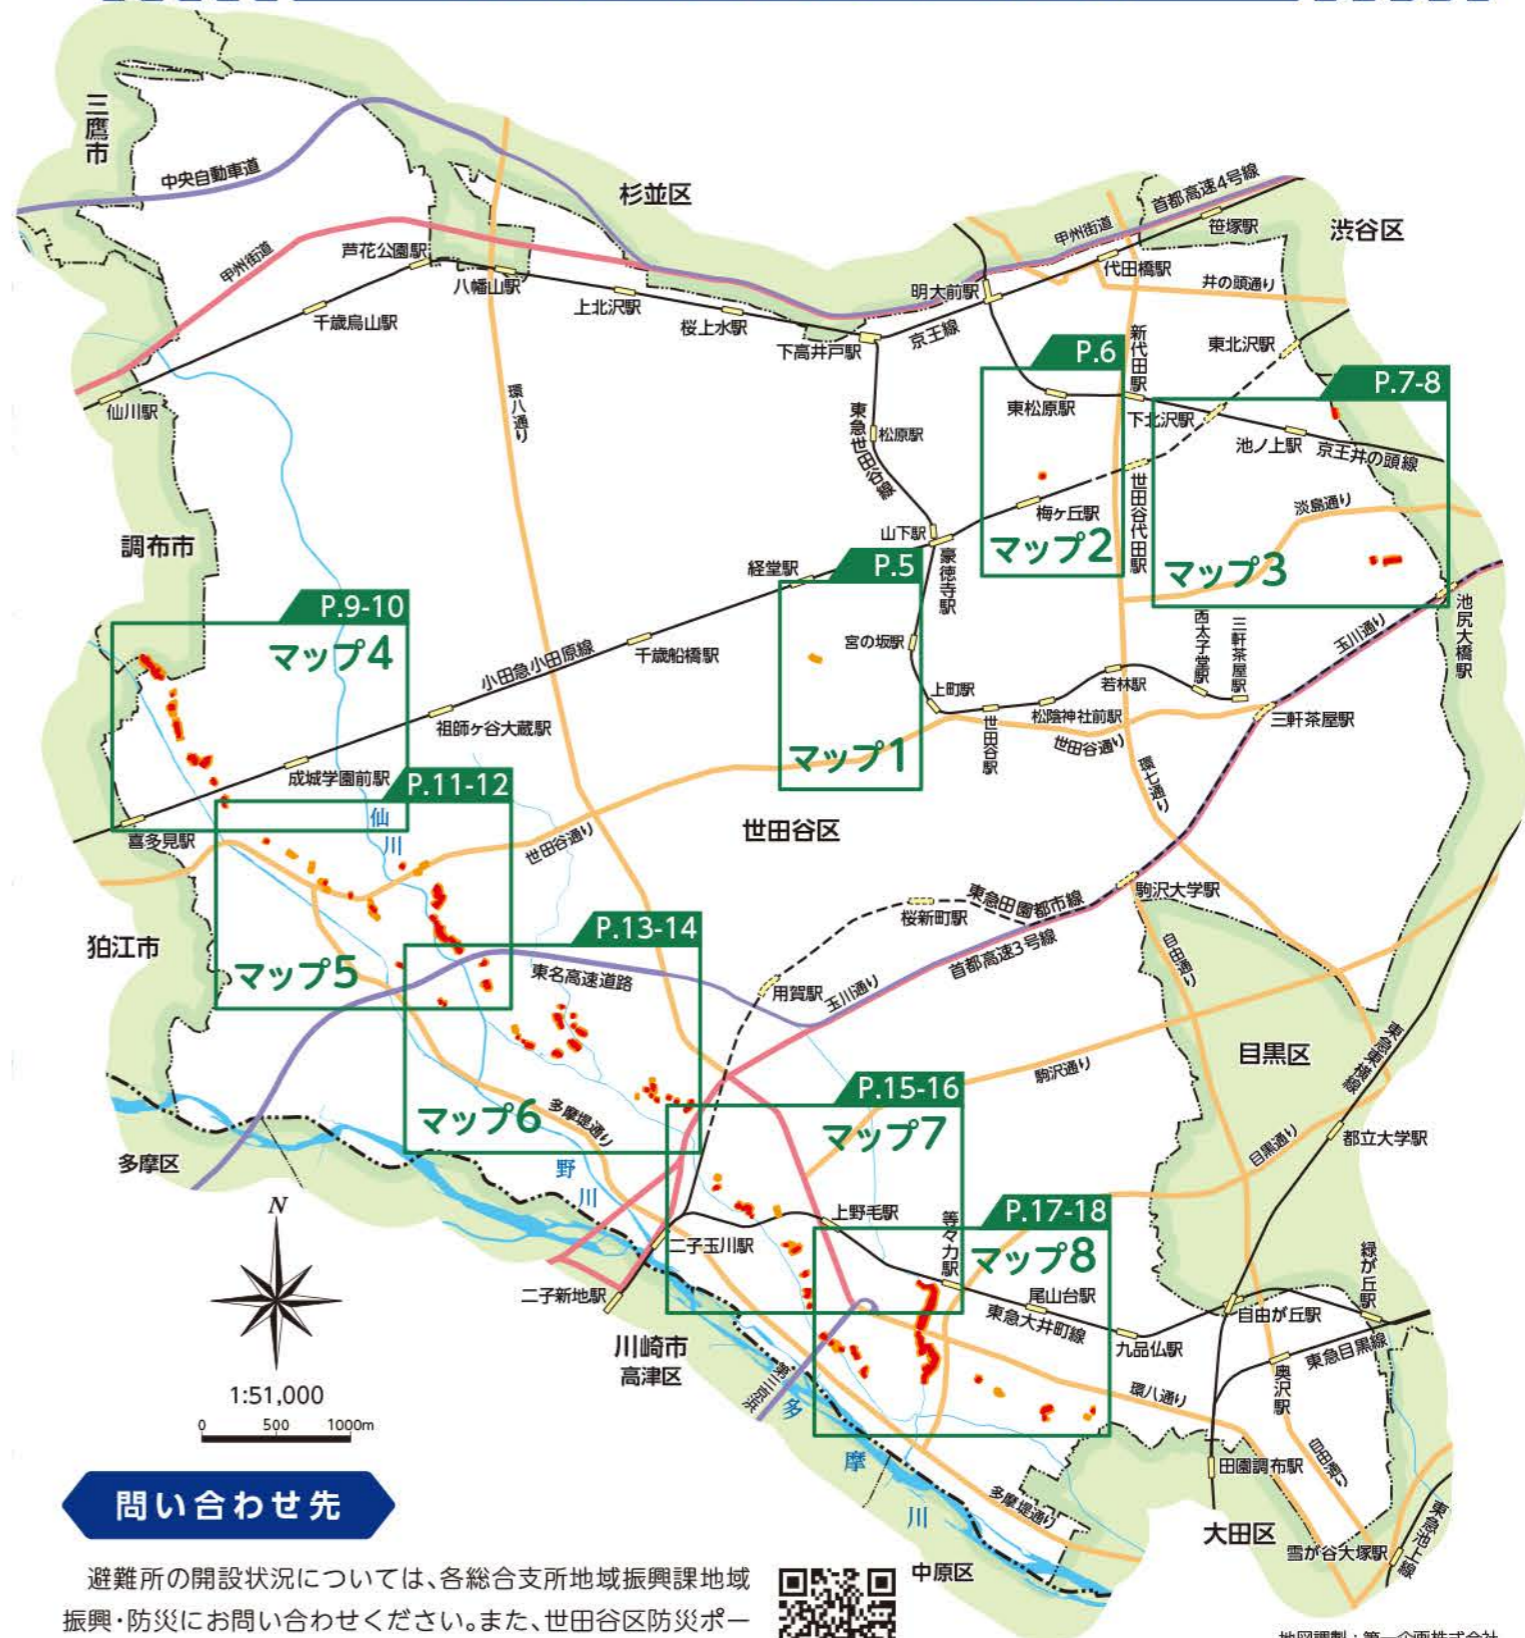 三鷹市
中央自動車道
杉並区
首都高速4号線
甲州街道
笹塚駅
渋谷区
甲州街道
芦花公園駅
八幡山駅
代田橋駅
井の頭通り
明大前駅
上北沢駅
桜上水駅
千歳烏山駅
下高井戸駅
京王線
新代田駅
東北沢駅
P.6
P.7-8
仙川駅
環八通り
東急世田谷線
松原駅
東松原駅
下北沢駅
池ノ上駅
京王井の頭線
梅ヶ丘駅
世田谷代田駅
淡島通り
調布市
山下駅
マップ2
マップ3
経堂駅
P.5
豪徳寺駅
P.9-10
マップ4
小田急小田原線
千歳船橋駅
宮の坂駅
西太子堂駅
三軒茶屋駅
玉川通り
池尻大橋駅
上町駅
若林駅
祖師ヶ谷大蔵駅
世田谷駅
松陰神社前駅
世田谷通り
三軒茶屋駅
マップ1
成城学園前駅
P.11-12
環七通り
仙川
喜多見駅
世田谷通り
世田谷区
駒沢大学駅
狛江市
P.13-14
桜新町駅
東急田園都市線
マップ5
東名高速道路
首都高速3号線
自由通り
用賀駅
玉川通り
目黒区
東急東横線
駒沢通り
P.15-16
マップ6
多摩堤通り
マップ7
都立大学駅
目黒通り
多摩区
野川
N
P.17-18
上野毛駅
等々力駅
二子玉川駅
マップ8
緑が丘駅
二子新地駅
尾山台駅
自由が丘駅
東急大井町線
川崎市
高津区
九品仏駅
東急目黒線
第三京浜
奥沢駅
環八通り
1:51,000
0 500 1000m
多摩川
自由通り
田園調布駅
問い合わせ先
多摩堤通り
大田区
東急池上線
雪が谷大塚駅
中原区
避難所の開設状況については、各総合支所地域振興課地域
振興・防災にお問い合わせください。また、世田谷区防災ポー